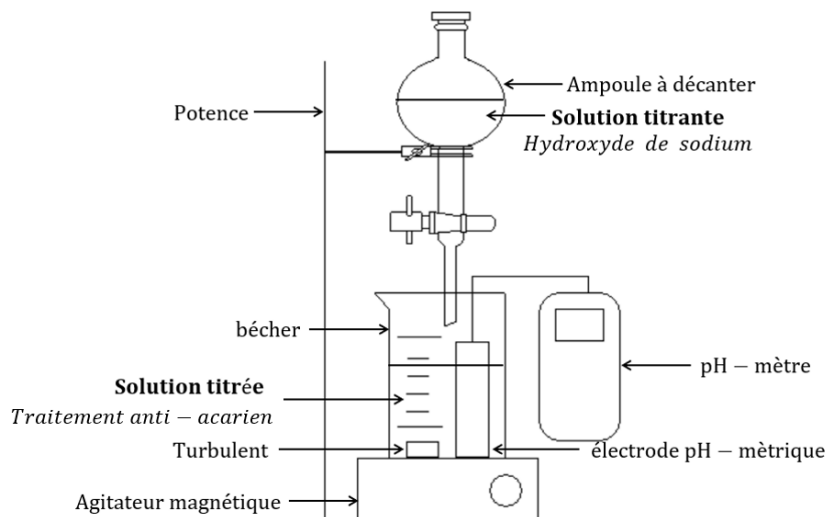 Ampoule à décanter
Potence
Solution titrante
Hydroxyde de sodium
bécher
pH – mètre
Solution titrée
Traitement anti – acarien
Turbulent
électrode pH – mètrique
Agitateur magnétique